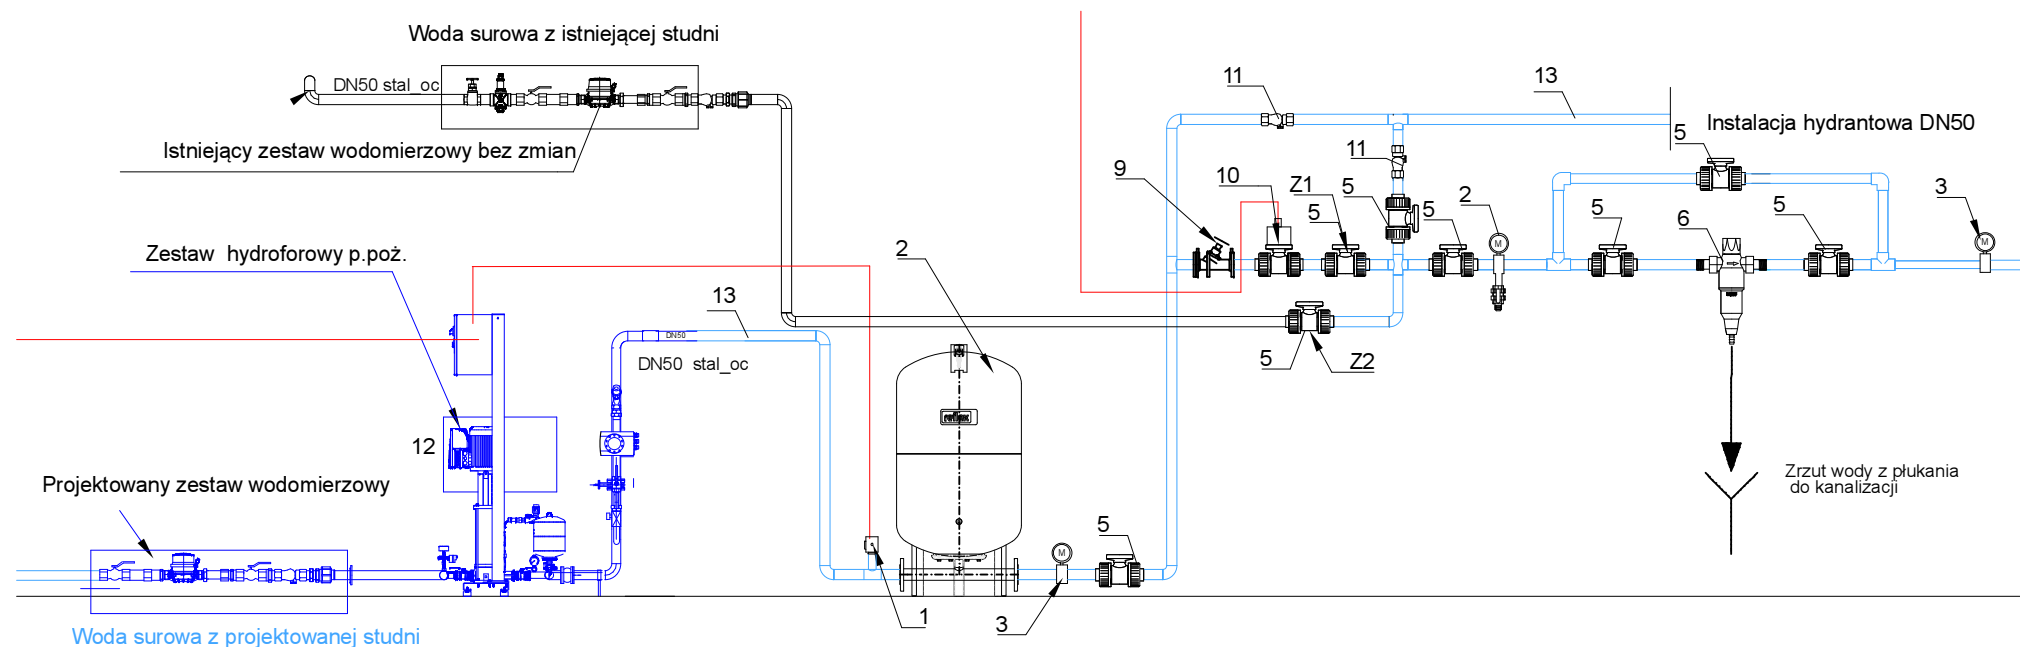 Woda surowa z istniejącej studni
DN50 stal_oc
Istniejący zestaw wodomierzowy bez zmian
Zestaw hydroforowy p.poż.
12
Projektowany zestaw wodomierzowy
Woda surowa z projektowanej studni
DN50
13
DN50 stal_oc
2
reflex
1
M
3
5
9
10
11
Z1
5
11
5
13
Instalacja hydrantowa DN50
5
5
2
M
5
6
5
3
M
5
Z2
Zrzut wody z płukania
do kanalizacji